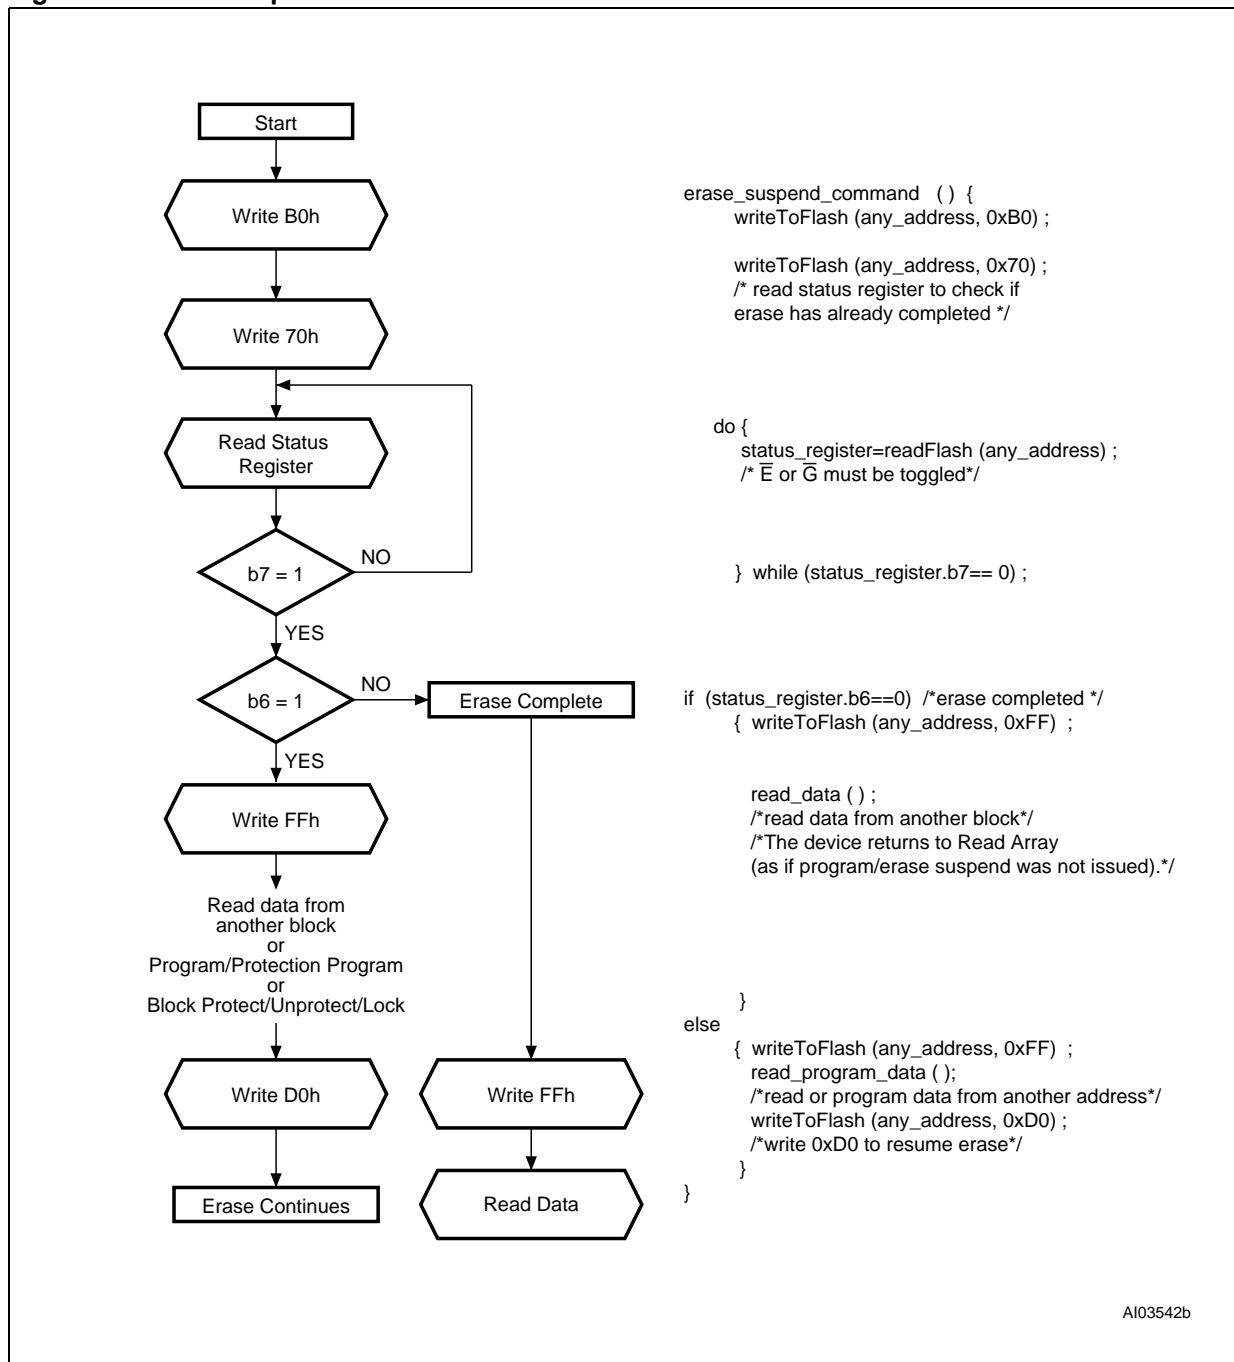 Start
Write B0h
Write 70h
Read Status
Register
b7 = 1
NO
YES
b6 = 1
NO
Erase Complete
YES
Write FFh
Read data from
another block
or
Program/Protection Program
or
Block Protect/Unprotect/Lock
Write D0h
Write FFh
Erase Continues
Read Data
erase_suspend_command ( ) {
writeToFlash (any_address, 0xB0) ;
writeToFlash (any_address, 0x70) ;
/* read status register to check if
erase has already completed */
do {
status_register=readFlash (any_address) ;
/* E̅ or G̅ must be toggled*/
} while (status_register.b7== 0) ;
if (status_register.b6==0) /*erase completed */
{ writeToFlash (any_address, 0xFF) ;
read_data ( ) ;
/*read data from another block*/
/*The device returns to Read Array
(as if program/erase suspend was not issued).*/
}
else
{ writeToFlash (any_address, 0xFF) ;
read_program_data ( );
/*read or program data from another address*/
writeToFlash (any_address, 0xD0) ;
/*write 0xD0 to resume erase*/
}
}
AI03542b